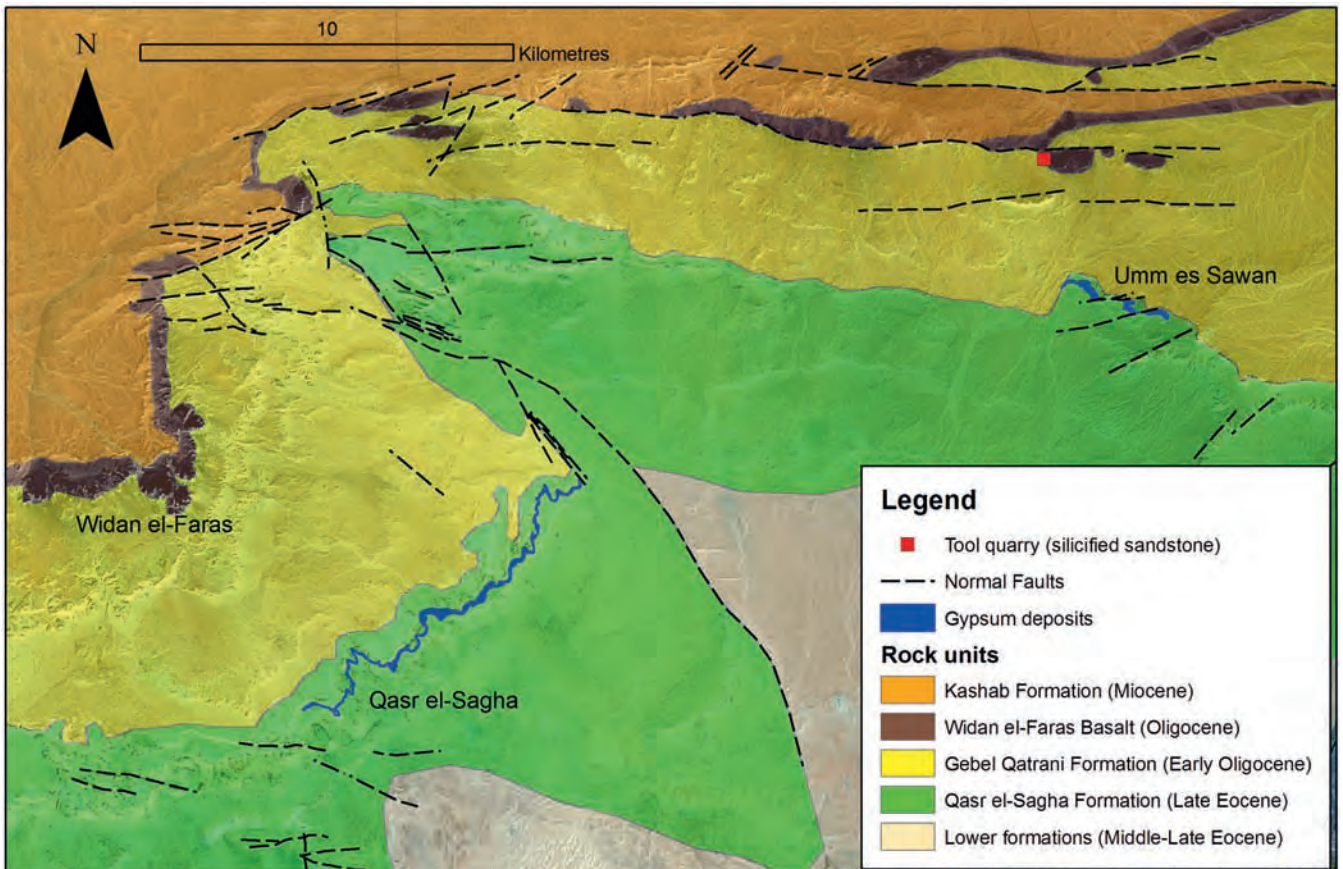 N
10
Kilometres
Umm es Sawan
Widan el-Faras
Qasr el-Sagha
Legend
Tool quarry (silicified sandstone)
Normal Faults
Gypsum deposits
Rock units
Kashab Formation (Miocene)
Widan el-Faras Basalt (Oligocene)
Gebel Qatrani Formation (Early Oligocene)
Qasr el-Sagha Formation (Late Eocene)
Lower formations (Middle-Late Eocene)